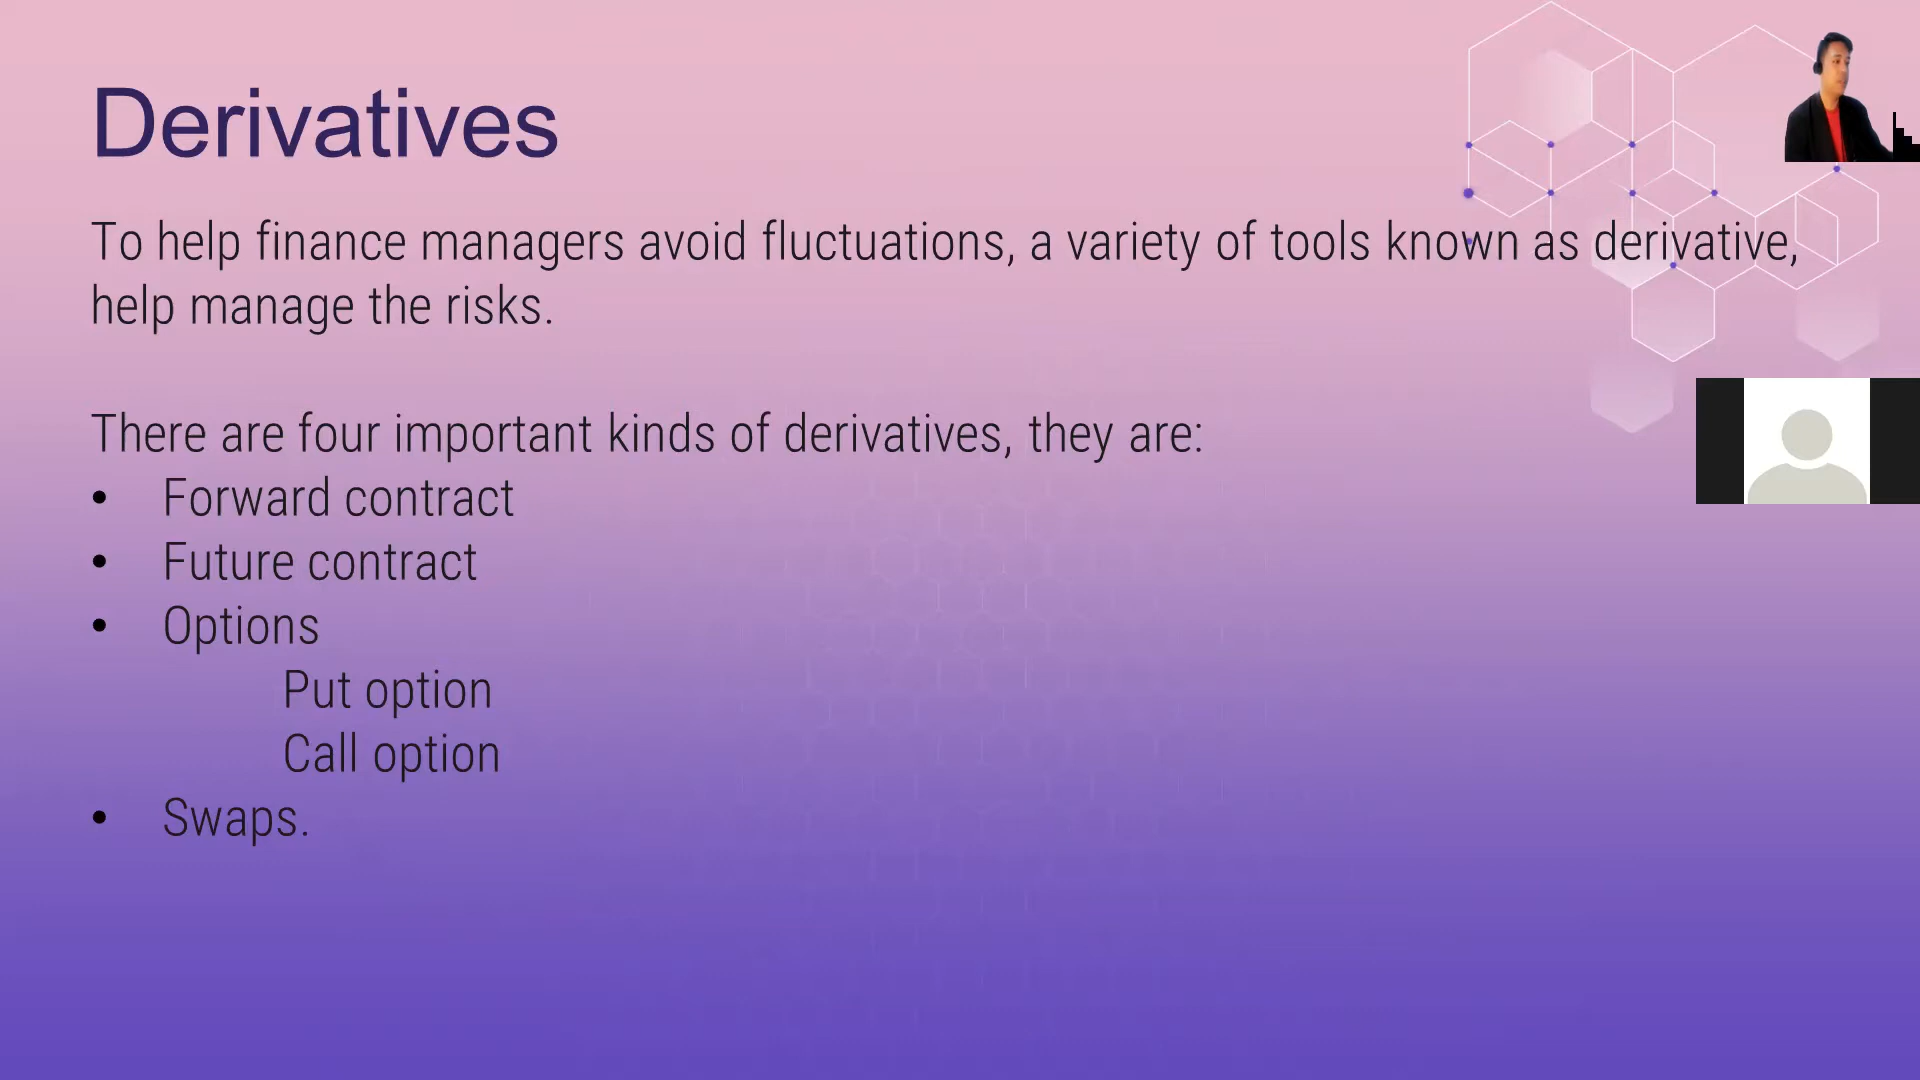 Derivatives
To help finance managers avoid fluctuations, a variety of tools known as derivative,
help manage the risks.
There are four important kinds of derivatives, they are:
• Forward contract
• Future contract
• Options
Put option
Call option
• Swaps.